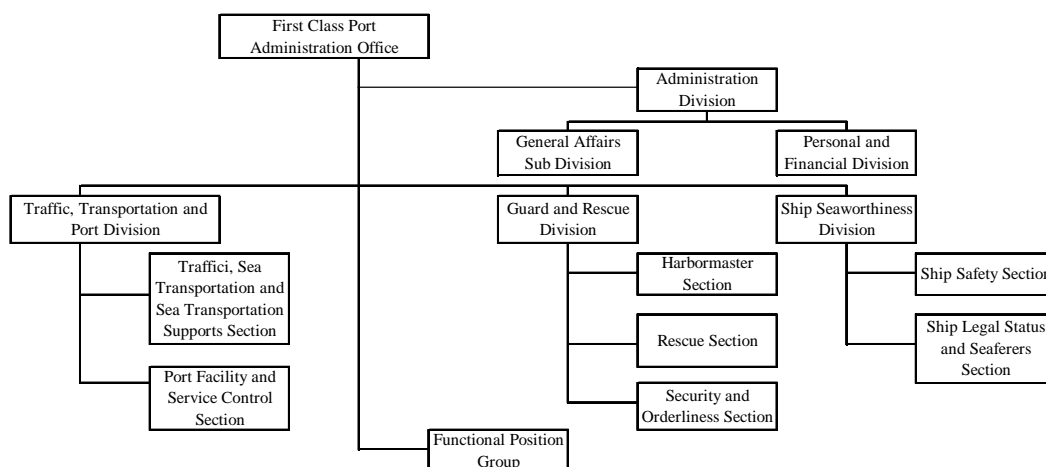 First Class Port
Administration Office
Administration
Division
General Affairs
Sub Division
Personal and
Financial Division
Traffic, Transportation and
Port Division
Guard and Rescue
Division
Ship Seaworthiness
Division
Traffici, Sea
Transportation and
Sea Transportation
Supports Section
Harbormaster
Section
Ship Safety Section
Rescue Section
Ship Legal Status
and Seaferers
Section
Port Facility and
Service Control
Section
Security and
Orderliness Section
Functional Position
Group